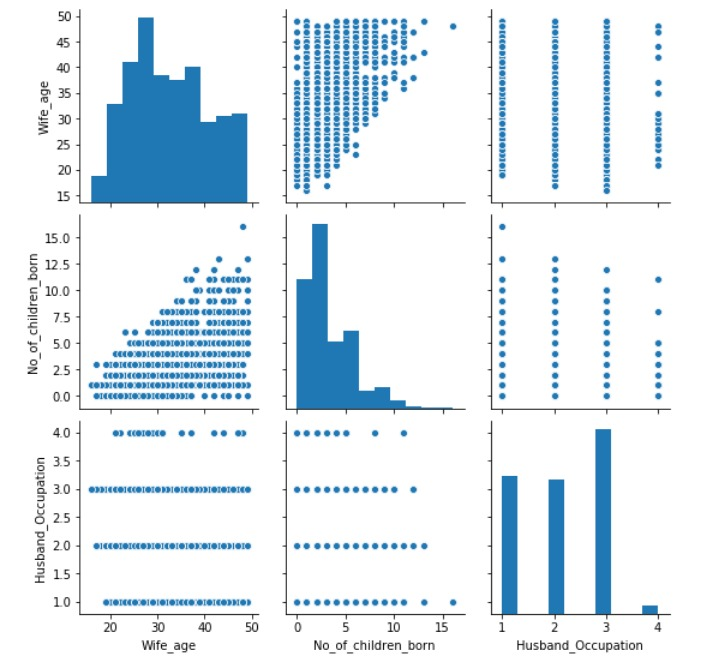 50
45
40
35
30
25
20
15
Wife_age
15.0
12.5
10.0
7.5
5.0
2.5
0.0
No_of_children_born
4.0
3.5
3.0
2.5
2.0
1.5
1.0
Husband_Occupation
20 30 40 50
Wife_age
0 5 10 15
No_of_children_born
1 2 3 4
Husband_Occupation